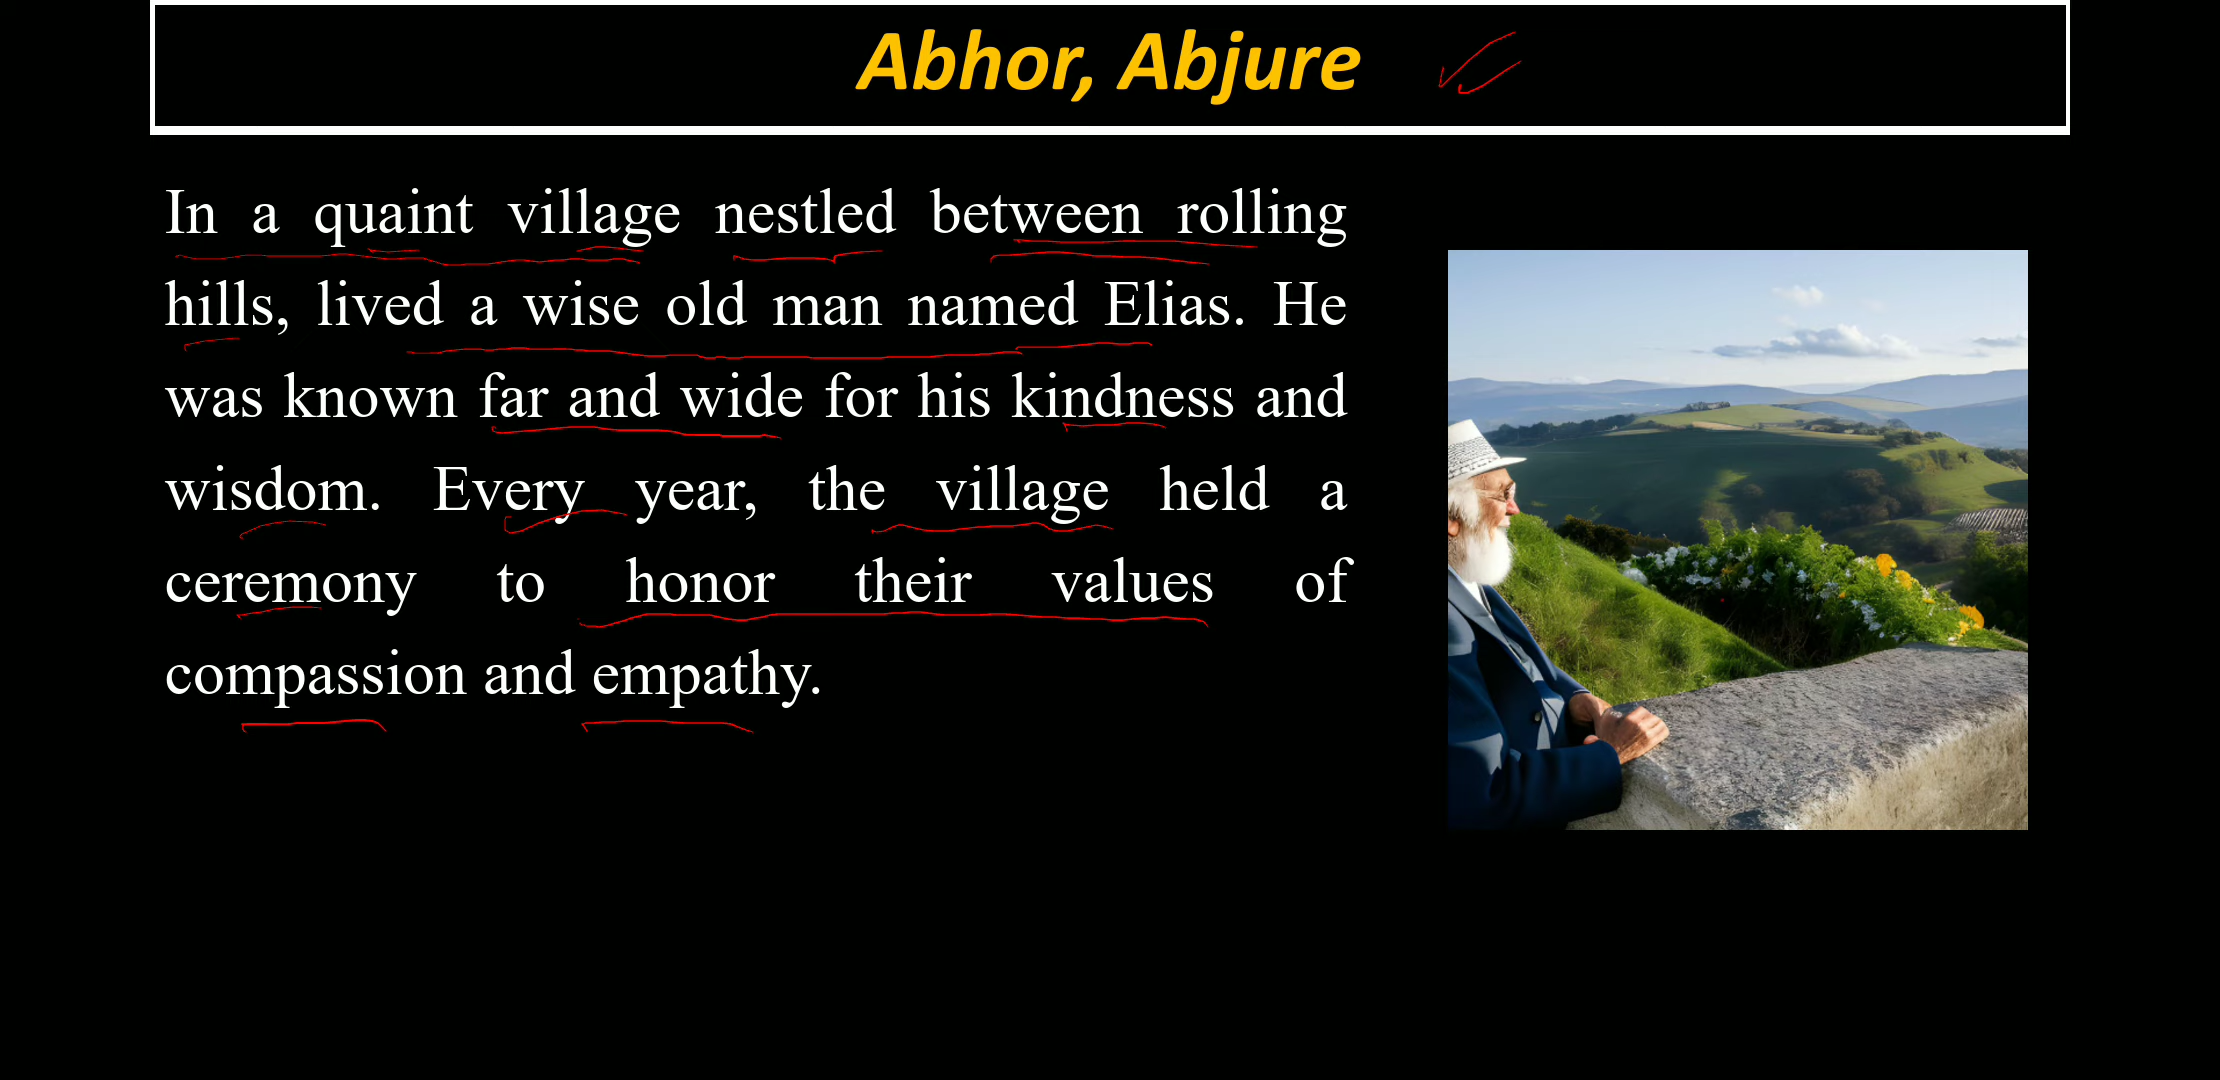 Abhor, Abjure
In a quaint village nestled between rolling
hills, lived a wise old man named Elias. He
was known far and wide for his kindness and
wisdom. Every year, the village held a
ceremony to honor their values of
compassion and empathy.